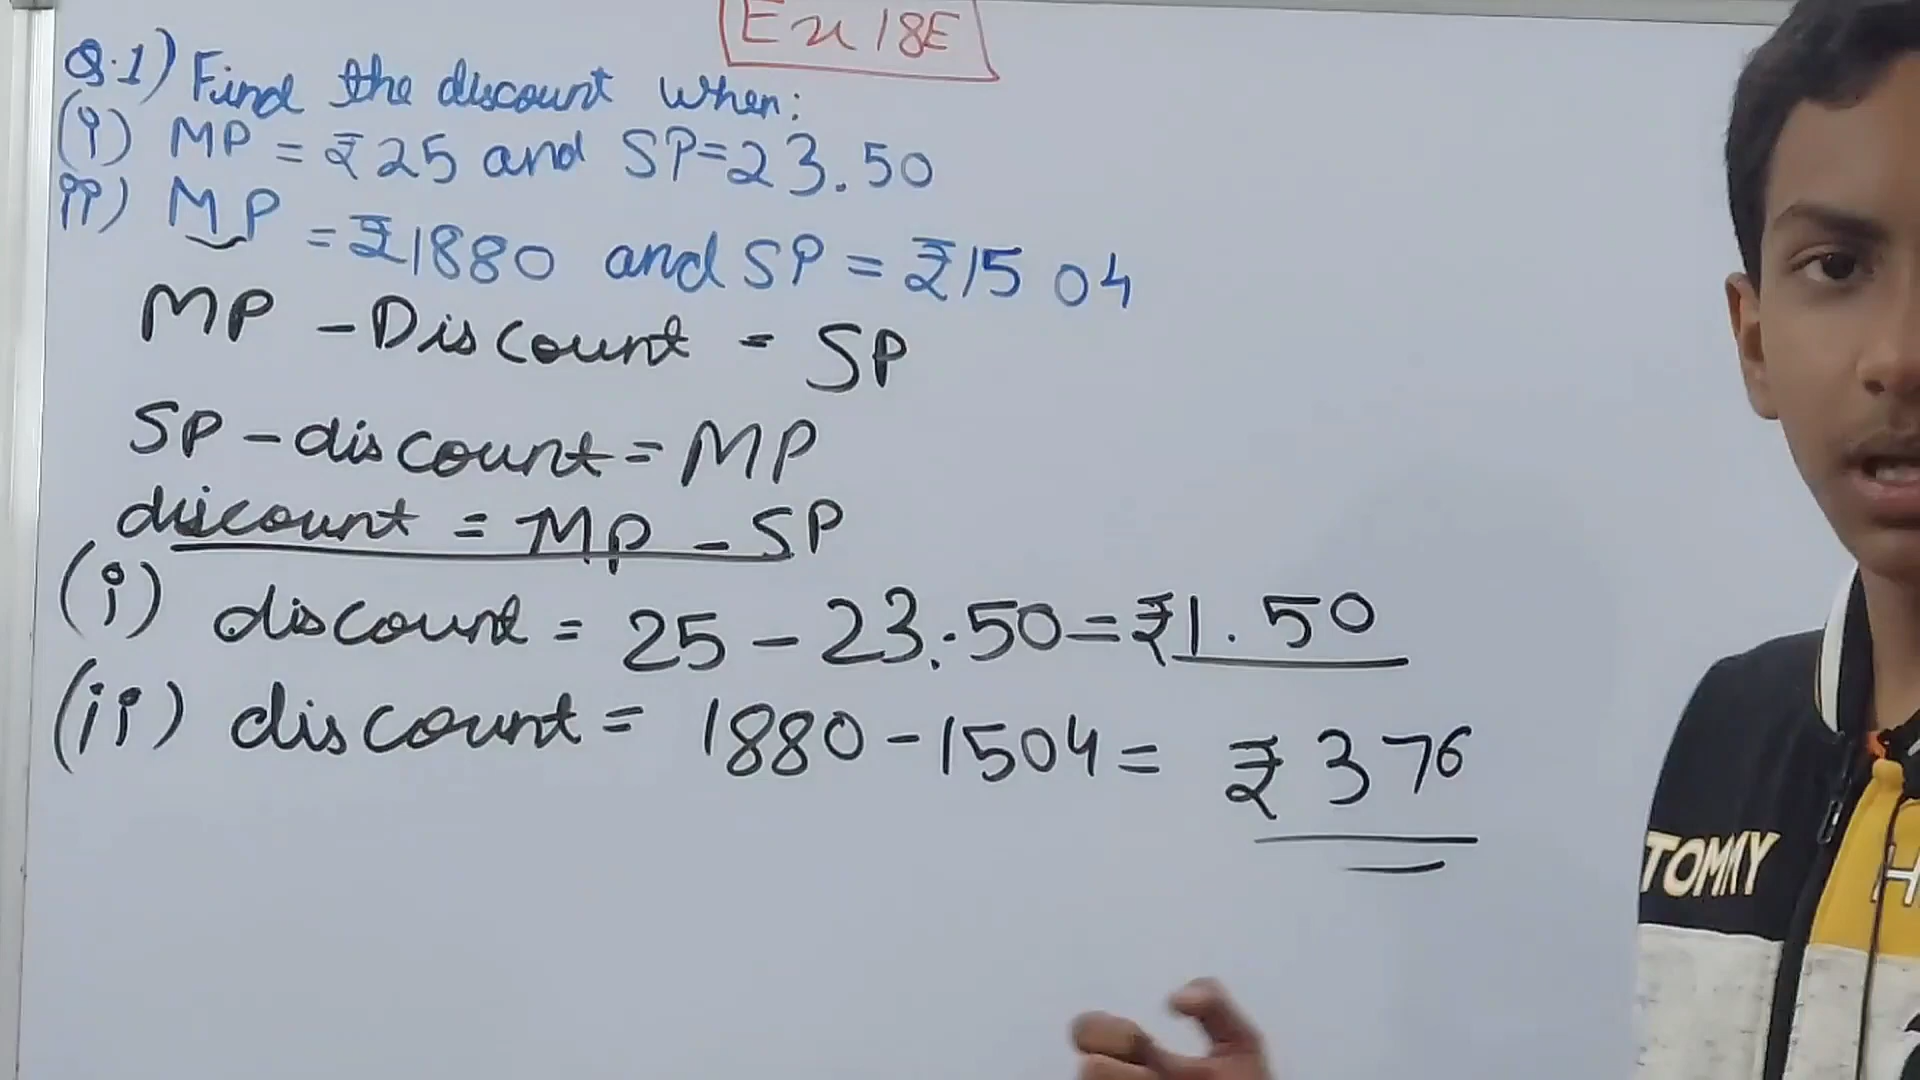 Ex 18E
Q.1) Find the discount when:
(i) MP = ₹25 and SP=23.50
ii) MP = ₹1880 and SP = ₹1504
MP - Discount = SP
SP - discount = MP
discount = MP - SP
(i) discount = 25 - 23.50 = ₹1.50
(ii) discount = 1880 - 1504 = ₹376
TOMMY
H